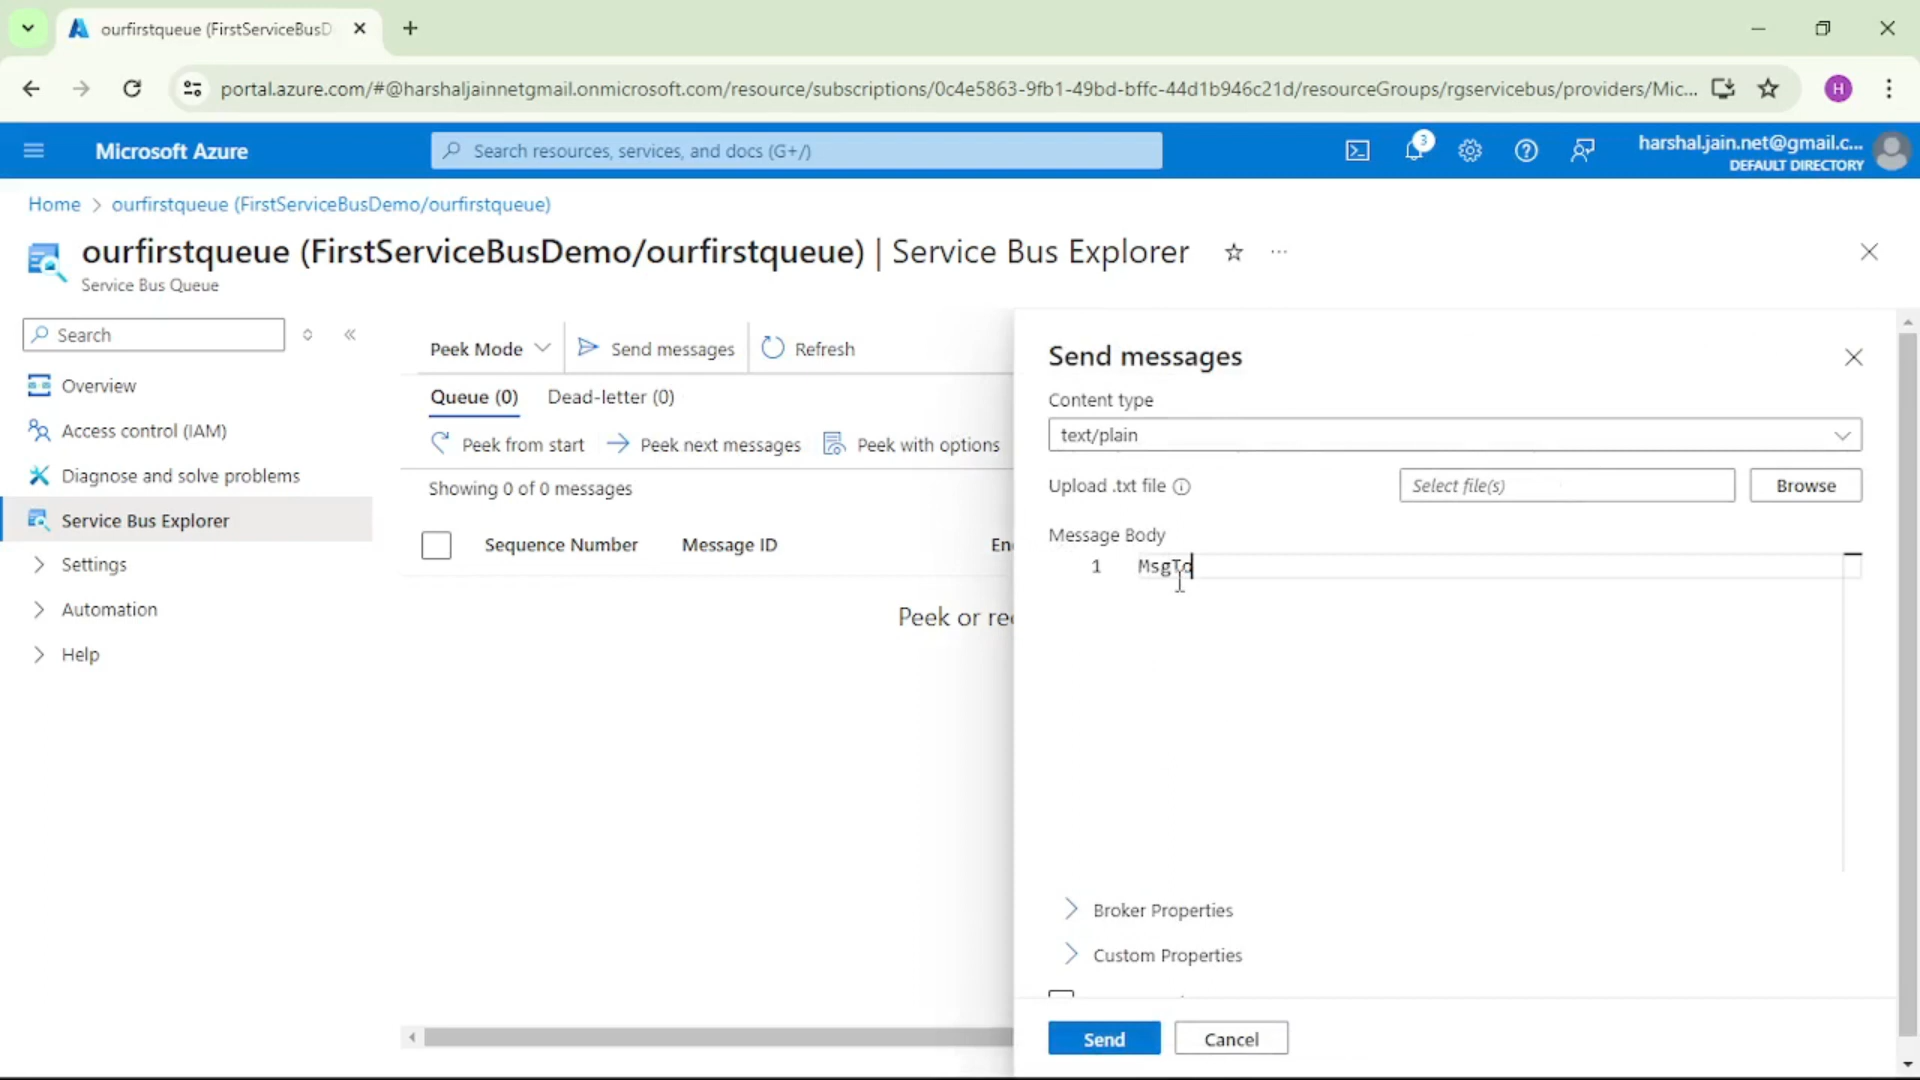 ourfirstqueue (FirstServiceBusD
portal.azure.com/#@harshaljainnetgmail.onmicrosoft.com/resource/subscriptions/0c4e5863-9fb1-49bd-bffc-44d1b946c21d/resourceGroups/rgservicebus/providers/Mic...
H
Microsoft Azure
Search resources, services, and docs (G+/)
3
harshal.jain.net@gmail.c...
DEFAULT DIRECTORY
Home > ourfirstqueue (FirstServiceBusDemo/ourfirstqueue)
ourfirstqueue (FirstServiceBusDemo/ourfirstqueue) | Service Bus Explorer
Service Bus Queue
Search
Overview
Access control (IAM)
Diagnose and solve problems
Service Bus Explorer
Settings
Automation
Help
Peek Mode
Send messages
Refresh
Queue (0)
Dead-letter (0)
Peek from start
Peek next messages
Peek with options
Showing 0 of 0 messages
Sequence Number
Message ID
En
Peek or re
Send messages
Content type
text/plain
Upload .txt file
Select file(s)
Browse
Message Body
1 MsgTo
Broker Properties
Custom Properties
Send
Cancel